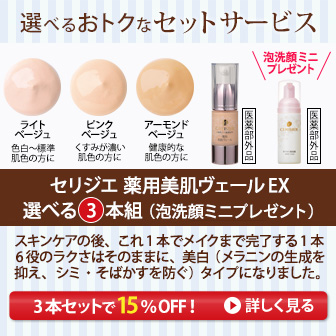 選べるおトクなセットサービス
泡洗顔ミニ
プレゼント
ライト
ベージュ
色白～標準
肌色の方に
ピンク
ベージュ
くすみが濃い
肌色の方に
アーモンド
ベージュ
健康的な
肌色の方に
医薬部外品
医薬部外品
セリジエ 薬用美肌ヴェール EX
選べる3本組（泡洗顔ミニプレゼント）
スキンケアの後、これ1本でメイクまで完了する1本
6役のラクさはそのままに、美白（メラニンの生成を
抑え、シミ・そばかすを防ぐ）タイプになりました。
3本セットで15％OFF！
詳しく見る